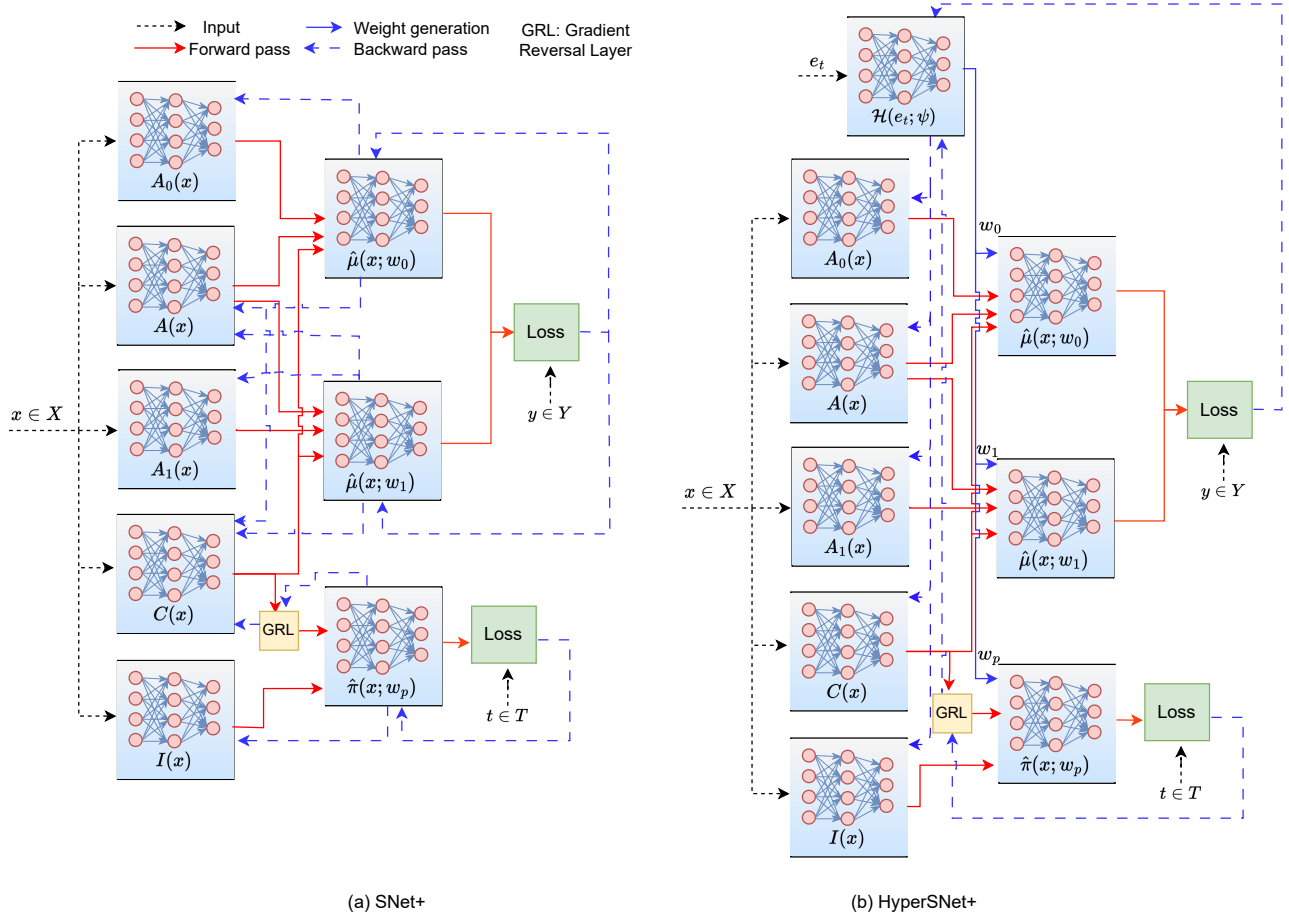 Input
Weight generation
GRL: Gradient
Forward pass
Backward pass
Reversal Layer
A_0(x)
A(x)
x ∈ X
A_1(x)
C(x)
I(x)
μ̂(x; w_0)
μ̂(x; w_1)
GRL
π̂(x; w_p)
Loss
y ∈ Y
Loss
t ∈ T
(a) SNet+
e_t
ℋ(e_t; ψ)
A_0(x)
A(x)
x ∈ X
A_1(x)
C(x)
I(x)
w_0
μ̂(x; w_0)
w_1
μ̂(x; w_1)
w_p
GRL
π̂(x; w_p)
Loss
y ∈ Y
Loss
t ∈ T
(b) HyperSNet+